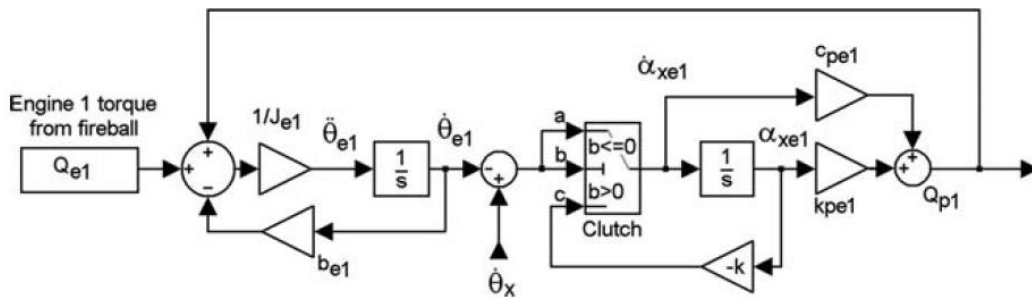 Engine 1 torque
from fireball
Q_e1
+
+
−
1/J_e1
θ̈_e1
1
s
θ̇_e1
b_e1
-
+
θ̇_x
a
b
c
b<=0
b>0
Clutch
α̇_xe1
1
s
α_xe1
-k
c_pe1
kpe1
+
+
Q_p1